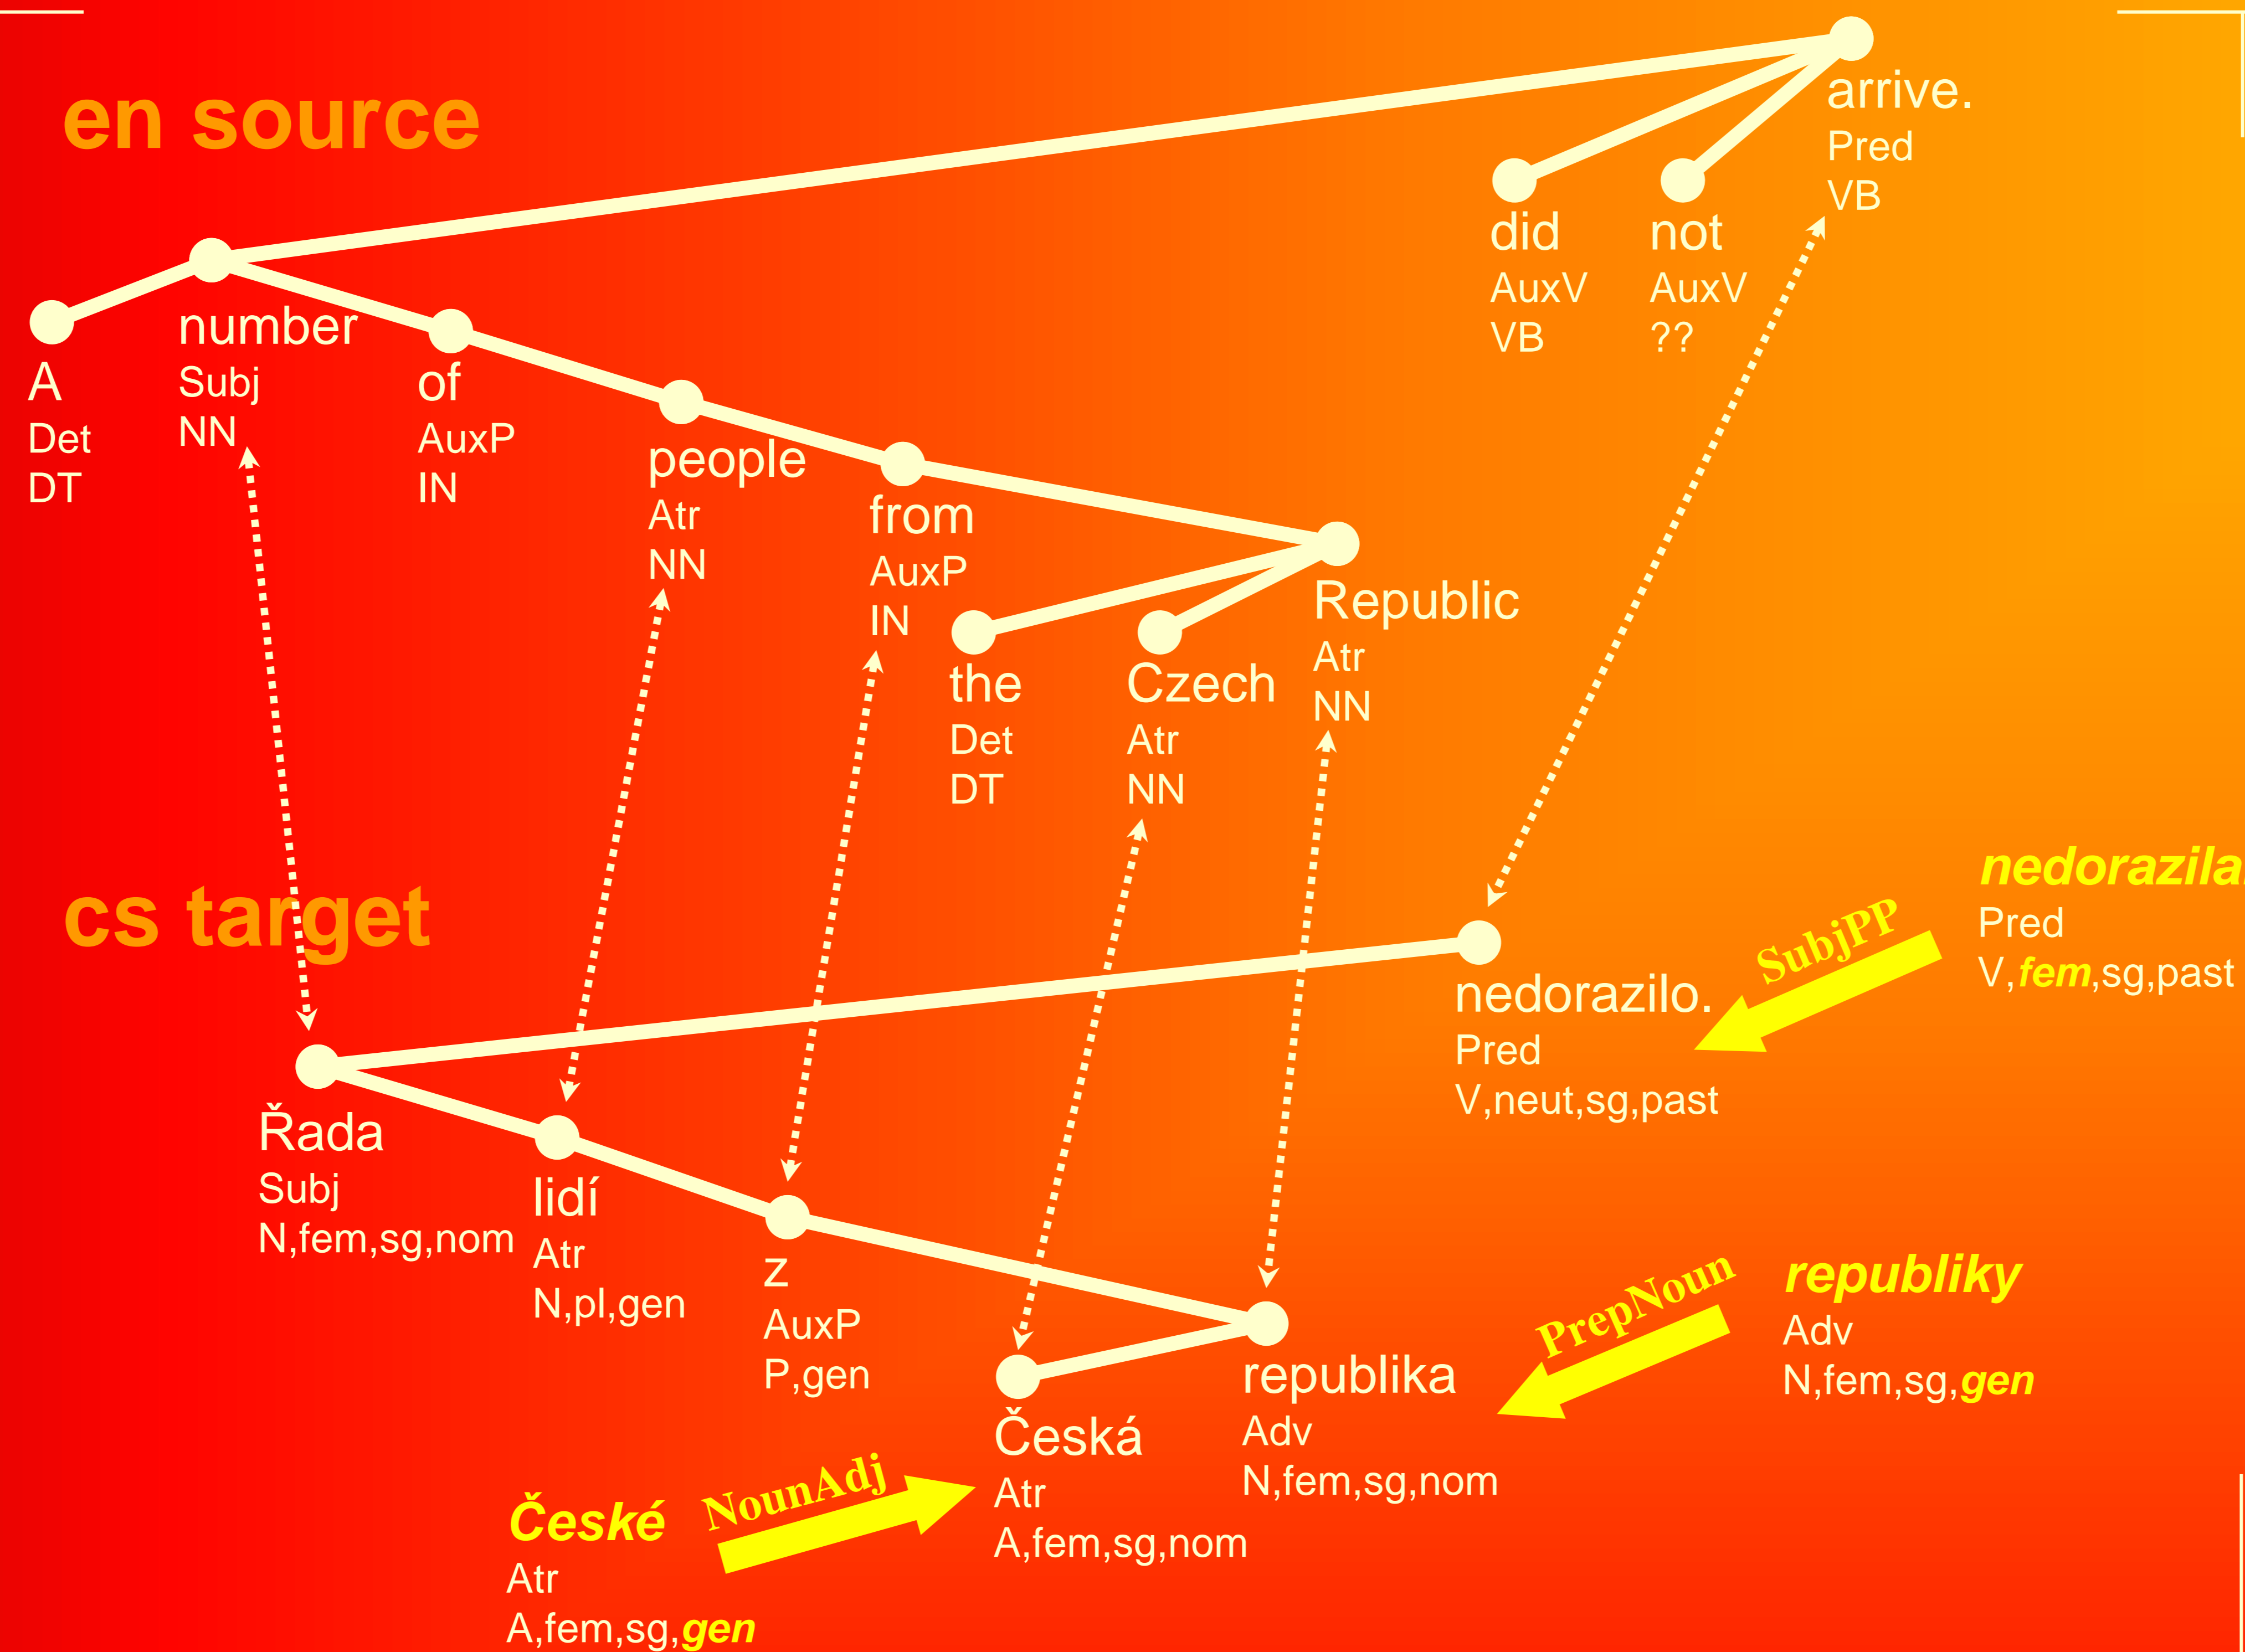 en source
arrive.
Pred
VB
did
AuxV
VB
not
AuxV
??
number
Subj
NN
A
Det
DT
of
AuxP
IN
people
Atr
NN
from
AuxP
IN
Republic
Atr
NN
the
Det
DT
Czech
Atr
NN
cs target
nedorazila.
Pred
V,fem,sg,past
SubjPP
nedorazilo.
Pred
V,neut,sg,past
Řada
Subj
N,fem,sg,nom
lidí
Atr
N,pl,gen
z
AuxP
P,gen
republiky
Adv
N,fem,sg,gen
PrepNoun
republika
Adv
N,fem,sg,nom
Česká
Atr
A,fem,sg,nom
NounAdj
České
Atr
A,fem,sg,gen